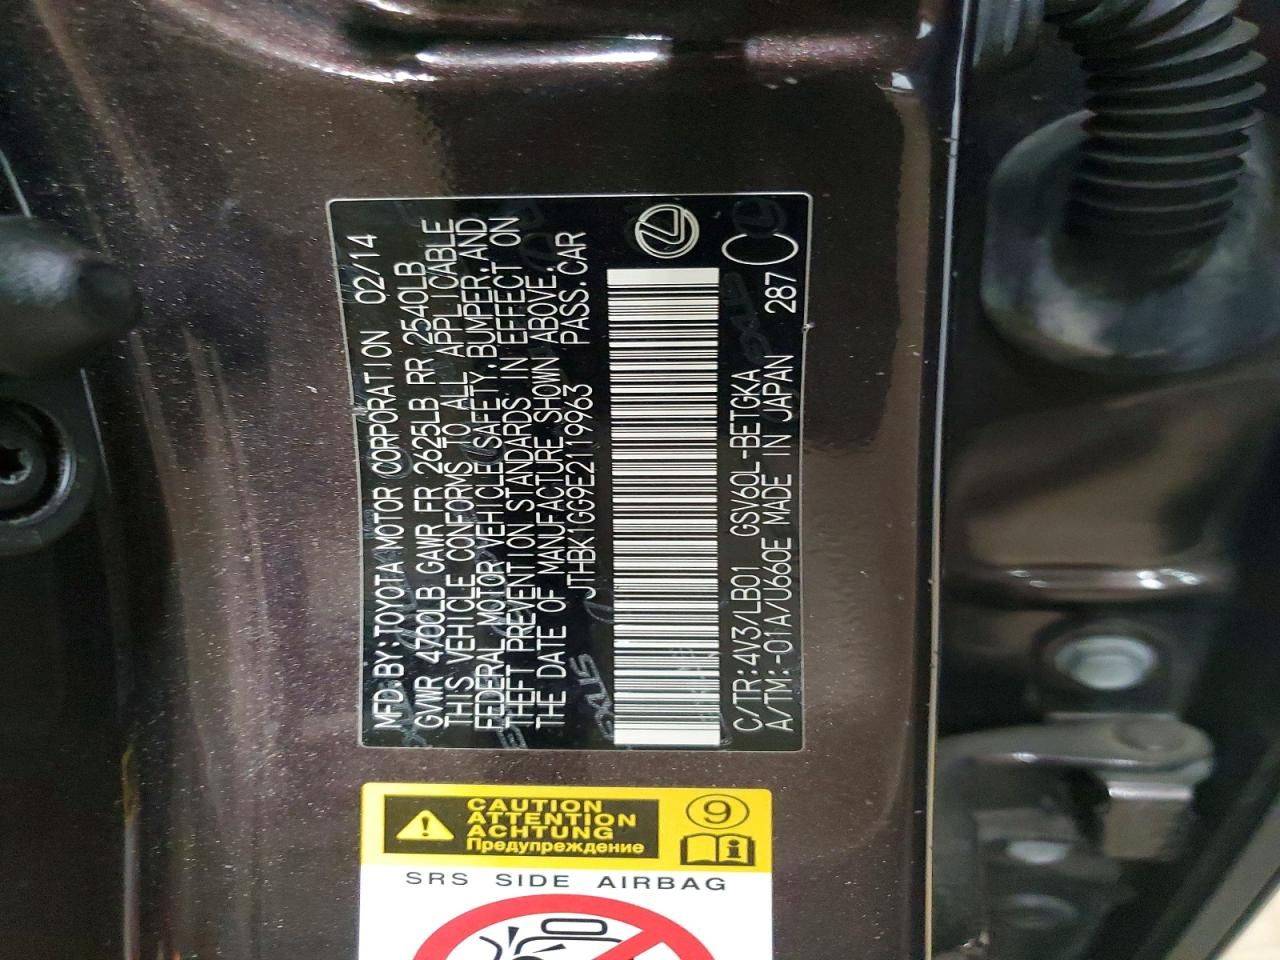 MFD.BY:TOYOTA MOTOR CORPORATION 02/14
GVWR 4700LB GAWR FR 2625LB RR 2540LB
THIS VEHICLE CONFORMS TO ALL APPLICABLE
FEDERAL MOTOR VEHICLE SAFETY,BUMPER,AND
THEFT PREVENTION STANDARDS IN EFFECT ON
THE DATE OF MANUFACTURE SHOWN ABOVE.
JTHBK1GG9E2119963 PASS.CAR
C/TR:4V3/LB01 GSV60L-BETGKA
A/TM:-01A/U660E MADE IN JAPAN 287
CAUTION
ATTENTION
ACHTUNG
Предупреждение
9
SRS SIDE AIRBAG